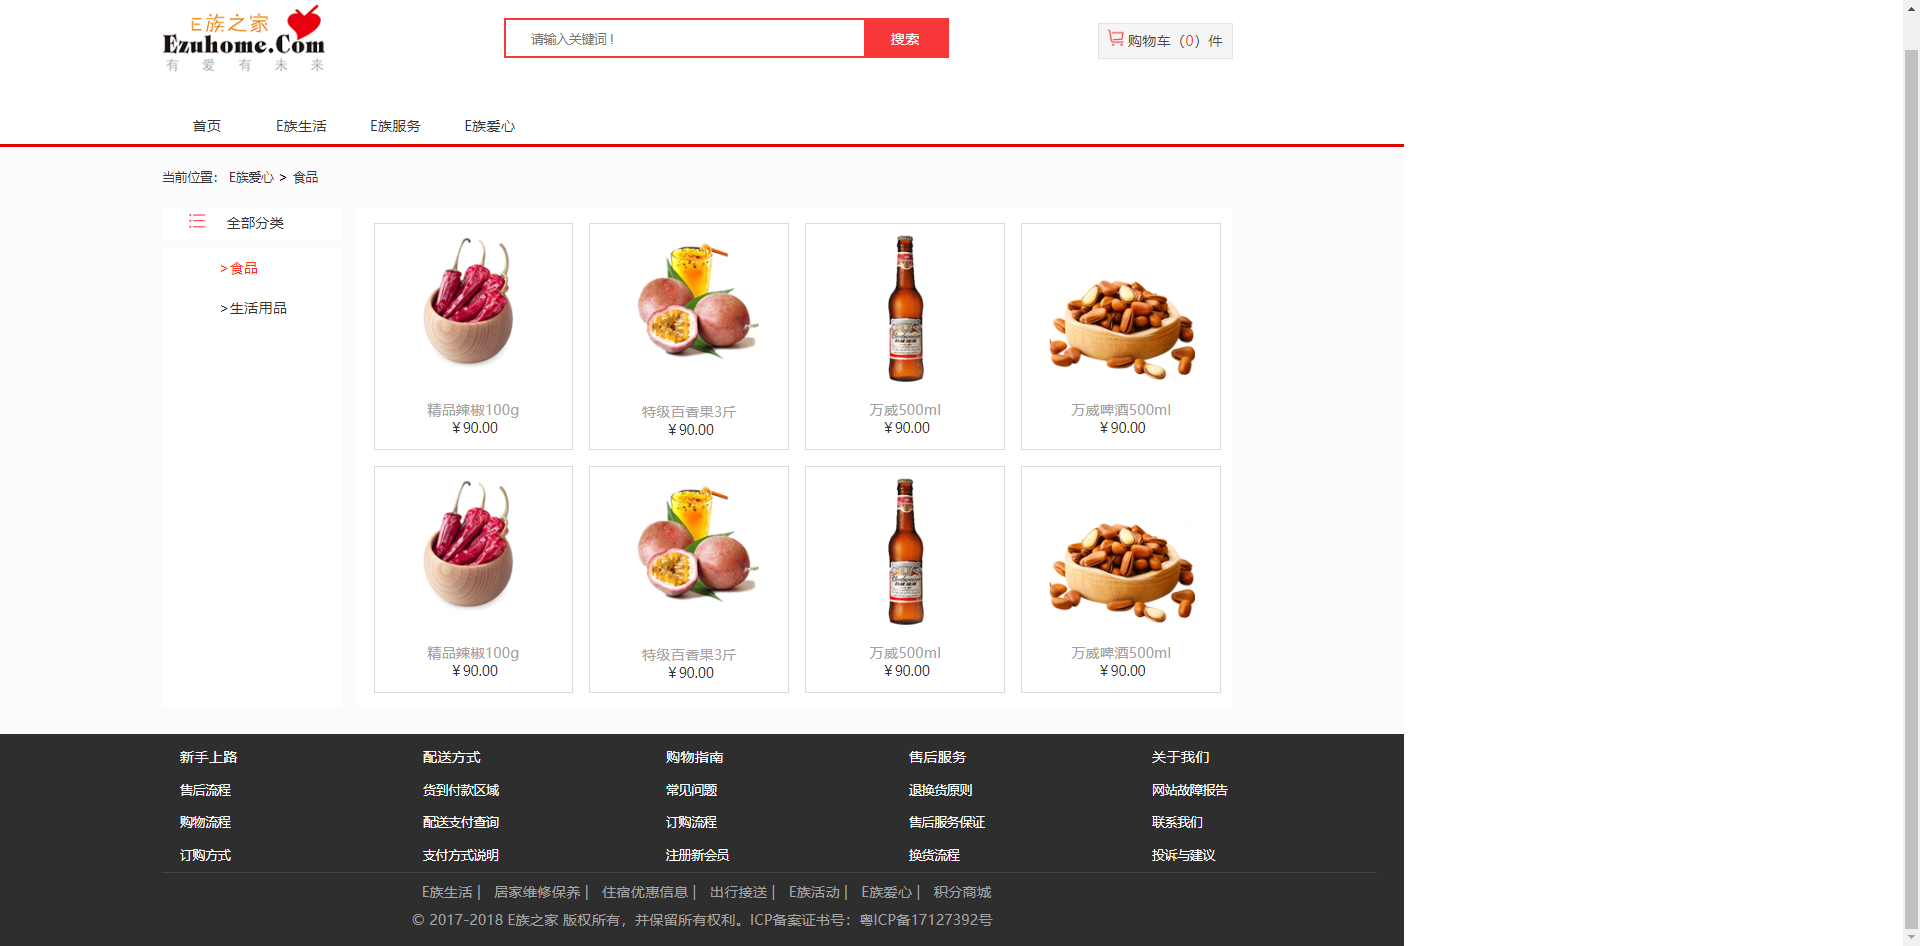 E族之家
Ezuhome.Com
有 爱 有 未 来
请输入关键词！
搜索
购物车（0）件
首页
E族生活
E族服务
E族爱心
当前位置： E族爱心 > 食品
全部分类
>食品
>生活用品
精品辣椒100g
￥90.00
特级百香果3斤
￥90.00
万威500ml
￥90.00
万威啤酒500ml
￥90.00
精品辣椒100g
￥90.00
特级百香果3斤
￥90.00
万威500ml
￥90.00
万威啤酒500ml
￥90.00
新手上路
配送方式
购物指南
售后服务
关于我们
售后流程
货到付款区域
常见问题
退换货原则
网站故障报告
购物流程
配送支付查询
订购流程
售后服务保证
联系我们
订购方式
支付方式说明
注册新会员
换货流程
投诉与建议
E族生活 | 居家维修保养 | 住宿优惠信息 | 出行接送 | E族活动 | E族爱心 | 积分商城
© 2017-2018 E族之家 版权所有，并保留所有权利。ICP备案证书号：粤ICP备17127392号